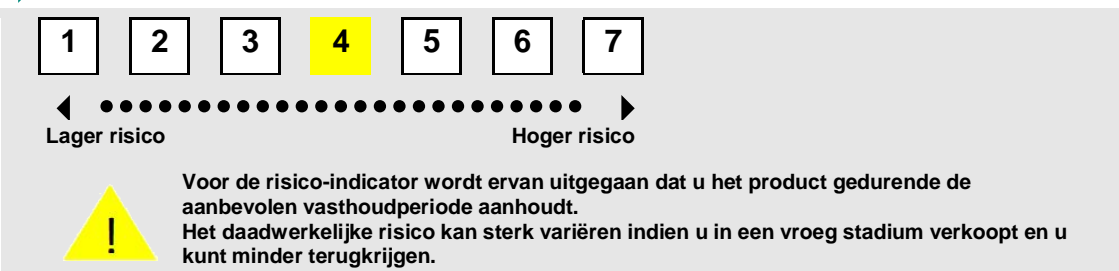 1 2 3 4 5 6 7
Lager risico Hoger risico
! Voor de risico-indicator wordt ervan uitgegaan dat u het product gedurende de
aanbevolen vasthoudperiode aanhoudt.
Het daadwerkelijke risico kan sterk variëren indien u in een vroeg stadium verkoopt en u
kunt minder terugkrijgen.